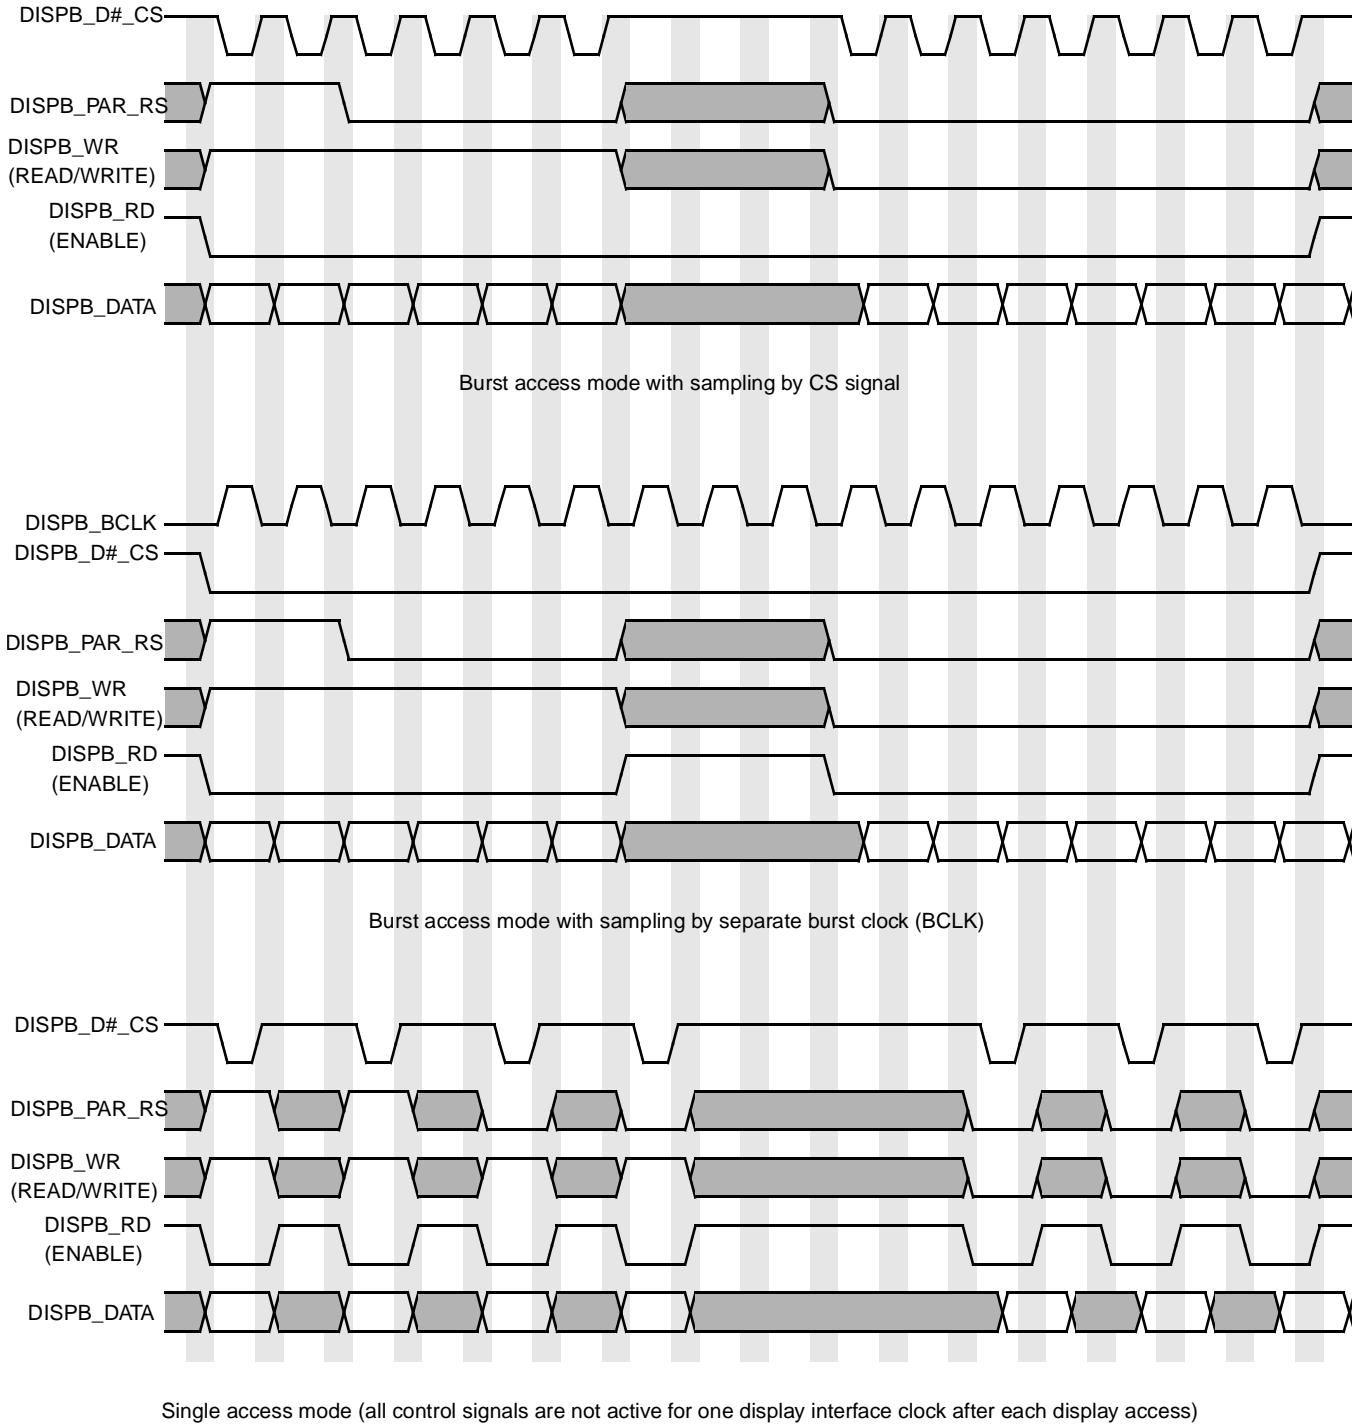 DISPB_D#_CS
DISPB_PAR_RS
DISPB_WR
(READ/WRITE)
DISPB_RD
(ENABLE)
DISPB_DATA
Burst access mode with sampling by CS signal
DISPB_BCLK
DISPB_D#_CS
DISPB_PAR_RS
DISPB_WR
(READ/WRITE)
DISPB_RD
(ENABLE)
DISPB_DATA
Burst access mode with sampling by separate burst clock (BCLK)
DISPB_D#_CS
DISPB_PAR_RS
DISPB_WR
(READ/WRITE)
DISPB_RD
(ENABLE)
DISPB_DATA
Single access mode (all control signals are not active for one display interface clock after each display access)